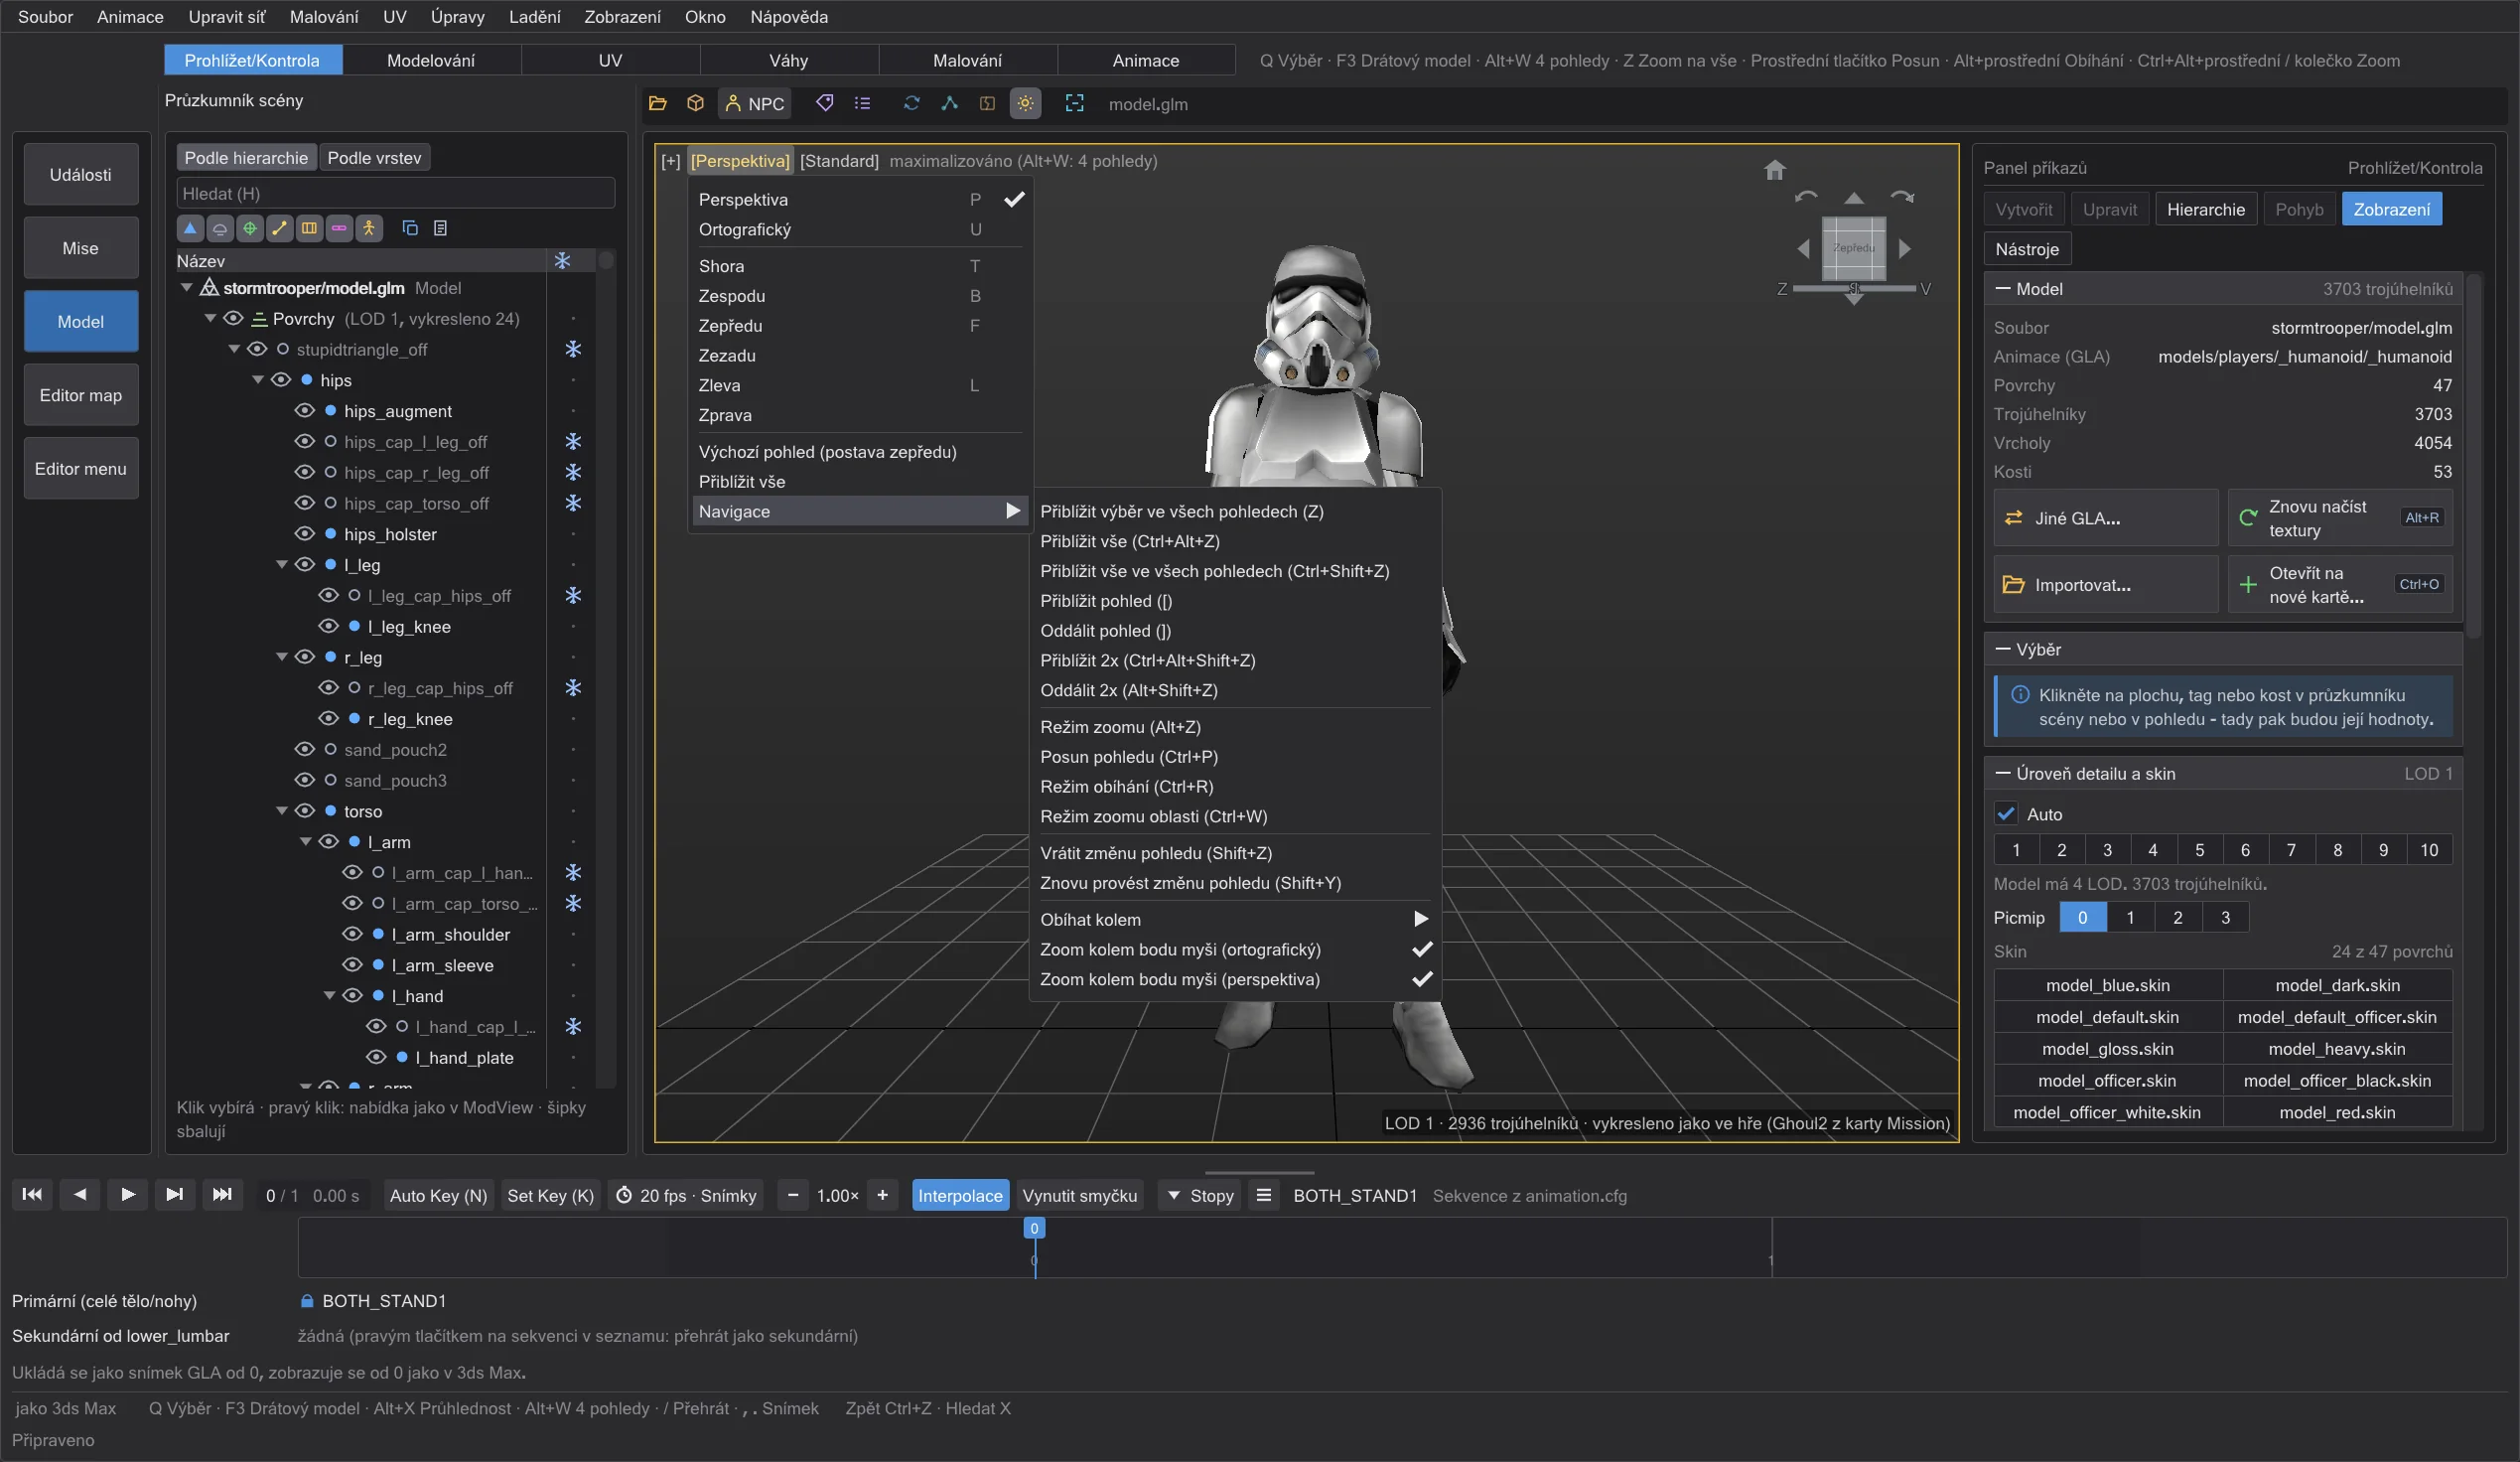 Soubor Animace Upravit síť Malování UV Úpravy Ladění Zobrazení Okno Nápověda
Prohlížet/Kontrola Modelování UV Váhy Malování Animace Q Výběr · F3 Drátový model · Alt+W 4 pohledy · Z Zoom na vše · Prostřední tlačítko Posun · Alt+prostřední Obíhání · Ctrl+Alt+prostřední / kolečko Zoom
Průzkumník scény
NPC model.glm
Události
Mise
Model
Editor map
Editor menu
Podle hierarchie Podle vrstev
Hledat (H)
Název
stormtrooper/model.glm Model
Povrchy (LOD 1, vykresleno 24)
stupidtriangle_off
hips
hips_augment
hips_cap_l_leg_off
hips_cap_r_leg_off
hips_cap_torso_off
hips_holster
l_leg
l_leg_cap_hips_off
l_leg_knee
r_leg
r_leg_cap_hips_off
r_leg_knee
sand_pouch2
sand_pouch3
torso
l_arm
l_arm_cap_l_han...
l_arm_cap_torso_...
l_arm_shoulder
l_arm_sleeve
l_hand
l_hand_cap_l_...
l_hand_plate
r_arm
Klik vybírá · pravý klik: nabídka jako v ModView · šipky
sbalují
[+] [Perspektiva] [Standard] maximalizováno (Alt+W: 4 pohledy)
Perspektiva P
Ortografický U
Shora T
Zespodu B
Zepředu F
Zezadu
Zleva L
Zprava
Výchozí pohled (postava zepředu)
Přiblížit vše
Navigace
Přiblížit výběr ve všech pohledech (Z)
Přiblížit vše (Ctrl+Alt+Z)
Přiblížit vše ve všech pohledech (Ctrl+Shift+Z)
Přiblížit pohled ([)
Oddálit pohled (])
Přiblížit 2x (Ctrl+Alt+Shift+Z)
Oddálit 2x (Alt+Shift+Z)
Režim zoomu (Alt+Z)
Posun pohledu (Ctrl+P)
Režim obíhání (Ctrl+R)
Režim zoomu oblasti (Ctrl+W)
Vrátit změnu pohledu (Shift+Z)
Znovu provést změnu pohledu (Shift+Y)
Obíhat kolem
Zoom kolem bodu myši (ortografický)
Zoom kolem bodu myši (perspektiva)
Zepředu
Z V
LOD 1 · 2936 trojúhelníků · vykresleno jako ve hře (Ghoul2 z karty Mission)
Panel příkazů Prohlížet/Kontrola
Vytvořit Upravit Hierarchie Pohyb Zobrazení
Nástroje
Model 3703 trojúhelníků
Soubor stormtrooper/model.glm
Animace (GLA) models/players/_humanoid/_humanoid
Povrchy 47
Trojúhelníky 3703
Vrcholy 4054
Kosti 53
Jiné GLA... Znovu načíst textury Alt+R
Importovat... Otevřít na nové kartě... Ctrl+O
Výběr
Klikněte na plochu, tag nebo kost v průzkumníku
scény nebo v pohledu - tady pak budou její hodnoty.
Úroveň detailu a skin LOD 1
Auto
1 2 3 4 5 6 7 8 9 10
Model má 4 LOD. 3703 trojúhelníků.
Picmip 0 1 2 3
Skin 24 z 47 povrchů
model_blue.skin model_dark.skin
model_default.skin model_default_officer.skin
model_gloss.skin model_heavy.skin
model_officer.skin model_officer_black.skin
model_officer_white.skin model_red.skin
0 / 1 0.00 s Auto Key (N) Set Key (K) 20 fps · Snímky − 1.00× + Interpolace Vynutit smyčku Stopy BOTH_STAND1 Sekvence z animation.cfg
0
0 1
Primární (celé tělo/nohy) BOTH_STAND1
Sekundární od lower_lumbar žádná (pravým tlačítkem na sekvenci v seznamu: přehrát jako sekundární)
Ukládá se jako snímek GLA od 0, zobrazuje se od 0 jako v 3ds Max.
jako 3ds Max Q Výběr · F3 Drátový model · Alt+X Průhlednost · Alt+W 4 pohledy · / Přehrát · , . Snímek Zpět Ctrl+Z · Hledat X
Připraveno